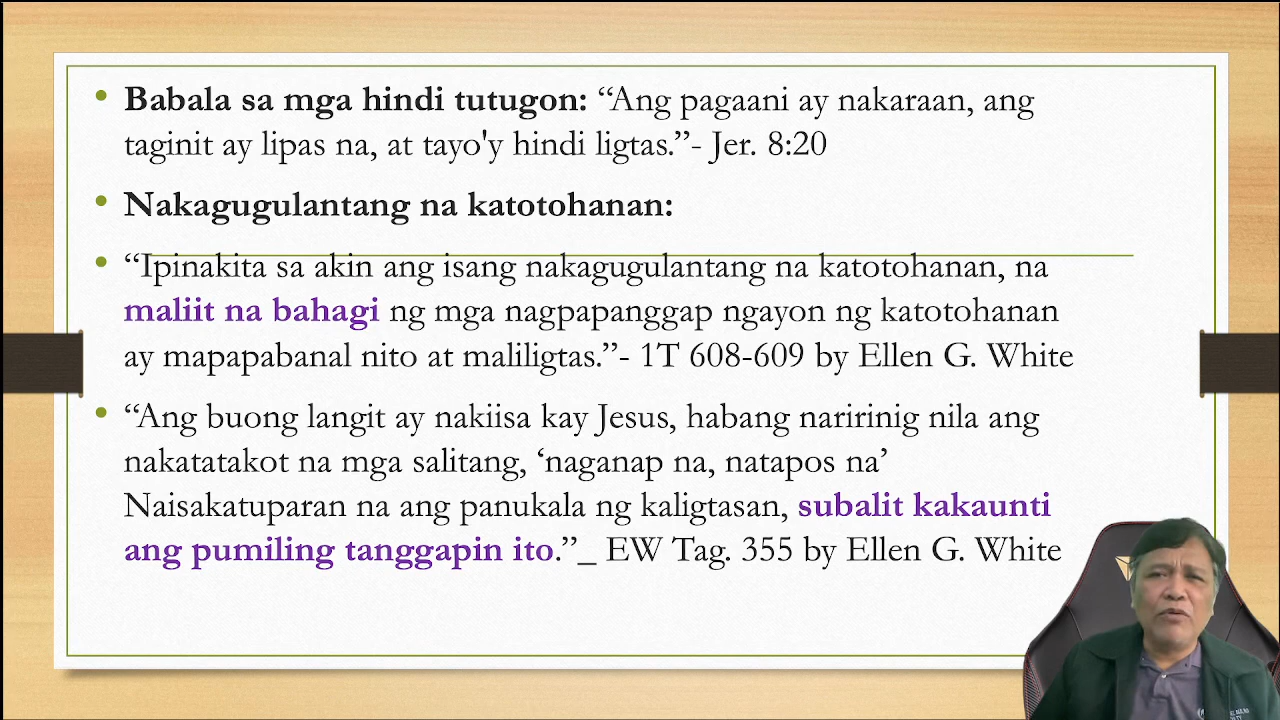 • Babala sa mga hindi tutugon: “Ang pagaani ay nakaraan, ang
taginit ay lipas na, at tayo'y hindi ligtas.”- Jer. 8:20
• Nakagugulantang na katotohanan:
• “Ipinakita sa akin ang isang nakagugulantang na katotohanan, na
maliit na bahagi ng mga nagpapanggap ngayon ng katotohanan
ay mapapabanal nito at maliligtas.”- 1T 608-609 by Ellen G. White
• “Ang buong langit ay nakiisa kay Jesus, habang naririnig nila ang
nakatatakot na mga salitang, ‘naganap na, natapos na’
Naisakatuparan na ang panukala ng kaligtasan, subalit kakaunti
ang pumiling tanggapin ito.”_ EW Tag. 355 by Ellen G. White